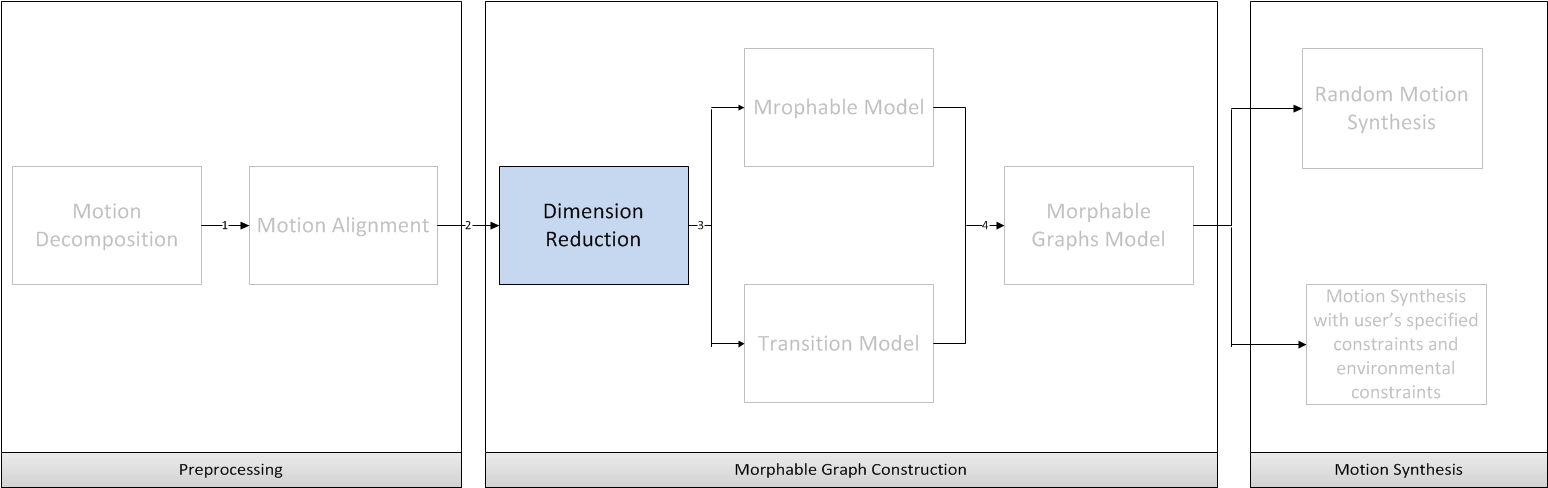 Motion
Decomposition
1
Motion Alignment
2
Dimension
Reduction
3
Mrophable Model
Transition Model
4
Morphable
Graphs Model
Random Motion
Synthesis
Motion Synthesis
with user's specified
constraints and
environmental
constraints
Preprocessing
Morphable Graph Construction
Motion Synthesis